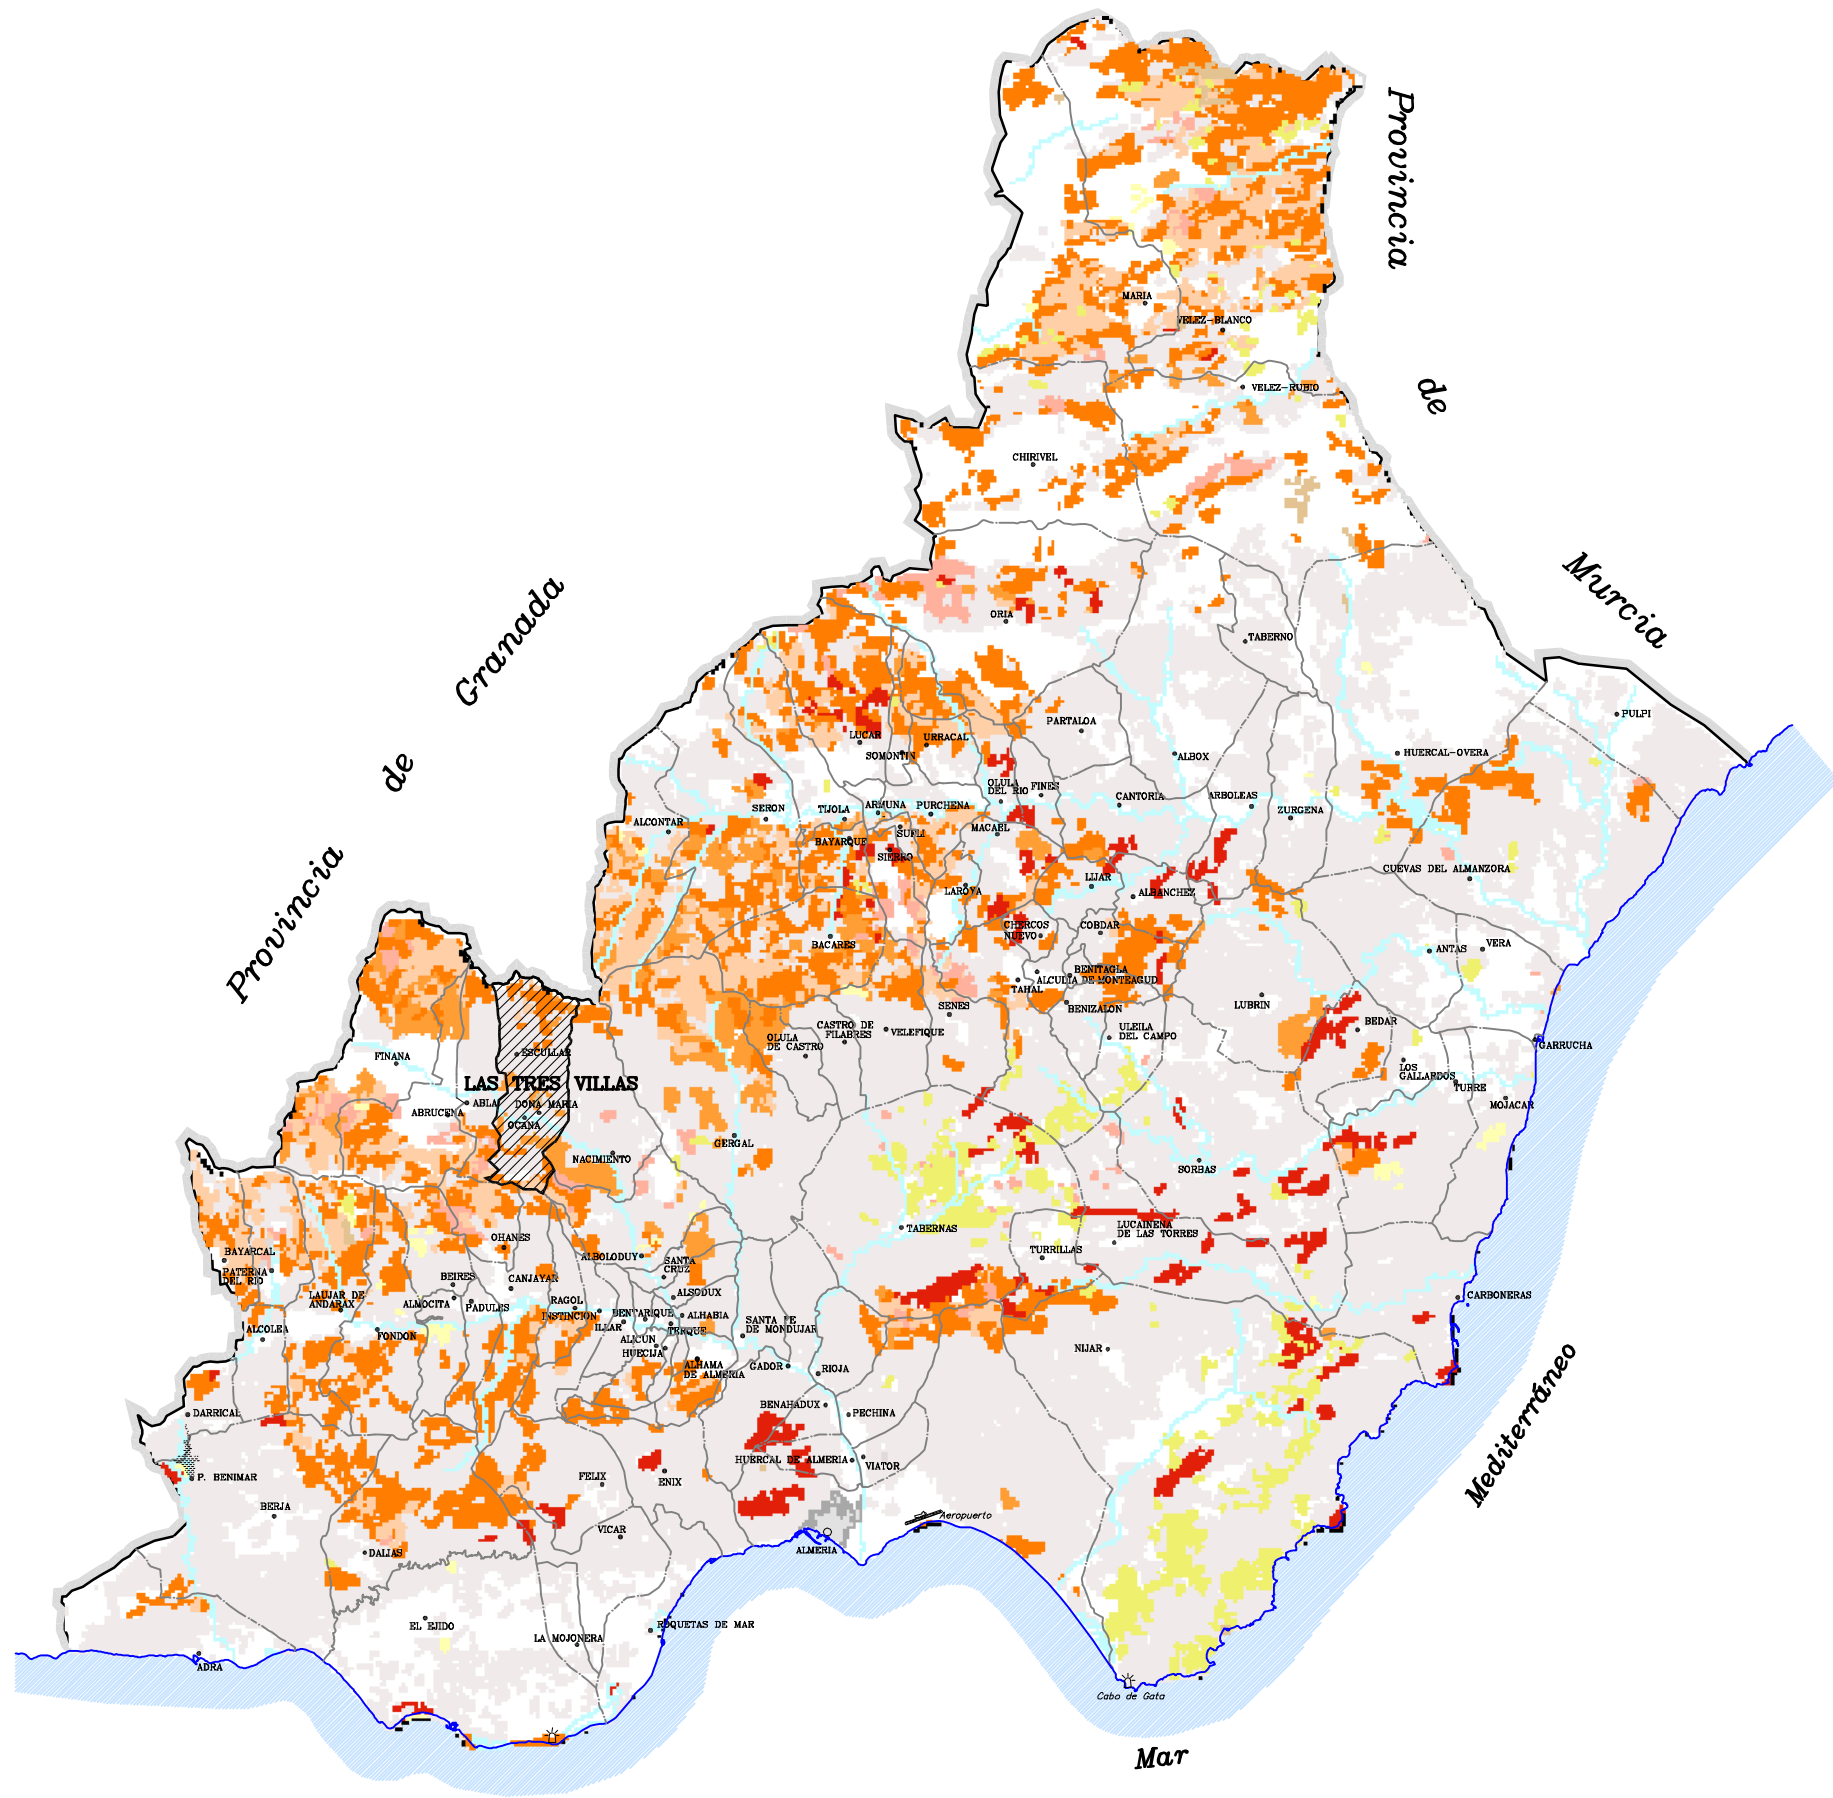 Provincia
de
Murcia
Provincia
de
Granada
MARIA
VELEZ-BLANCO
VELEZ-RUBIO
CHIRIVEL
ORIA
TABERNO
PARTALOA
PULPI
LUCAR
URRACAL
SOMONTIN
ALBOX
HUERCAL-OVERA
OLULA
DEL RIO
FINES
CANTORIA
ARBOLEAS
ZURGENA
SERON
TIJOLA
ARMUNA
PURCHENA
ALCONTAR
SUFLI
MACAEL
BAYARQUE
SIERRO
CUEVAS DEL ALMANZORA
LIJAR
LAROYA
ALBANCHEZ
CHERCOS
NUEVO
COBDAR
BACARES
ANTAS
VERA
BENITAGLA
ALCUDIA DE MONTEAGUD
TAHAL
SENES
BENIZALON
LUBRIN
CASTRO DE
FILABRES
VELEFIQUE
ULEILA
DEL CAMPO
BEDAR
OLULA
DE CASTRO
GARRUCHA
FINANA
ESCULLAR
LOS
GALLARDOS
LAS TRES VILLAS
TURRE
ABLA
DONA MARIA
MOJACAR
ABRUCENA
OCANA
GERGAL
NACIMIENTO
SORBAS
TABERNAS
LUCAINENA
DE LAS TORRES
OHANES
TURRILLAS
BAYARCAL
ALBOLODUY
PATERNA
DEL RIO
SANTA
CRUZ
BEIRES
CANJAYAR
LAUJAR DE
ANDARAX
ALSODUX
CARBONERAS
ALMOCITA
PADULES
RAGOL
INSTINCION
BENTARIQUE
ALHABIA
ILLAR
SANTA FE
DE MONDUJAR
ALCOLEA
FONDON
TERQUE
ALICUN
HUECIJA
NIJAR
ALHAMA
DE ALMERIA
GADOR
RIOJA
BENAHADUX
PECHINA
DARRICAL
HUERCAL DE ALMERIA
VIATOR
P. BENIMAR
FELIX
ENIX
BERJA
Aeropuerto
VICAR
ALMERIA
DALIAS
EL EJIDO
ROQUETAS DE MAR
LA MOJONERA
ADRA
Cabo de Gata
Mar
Mediterráneo